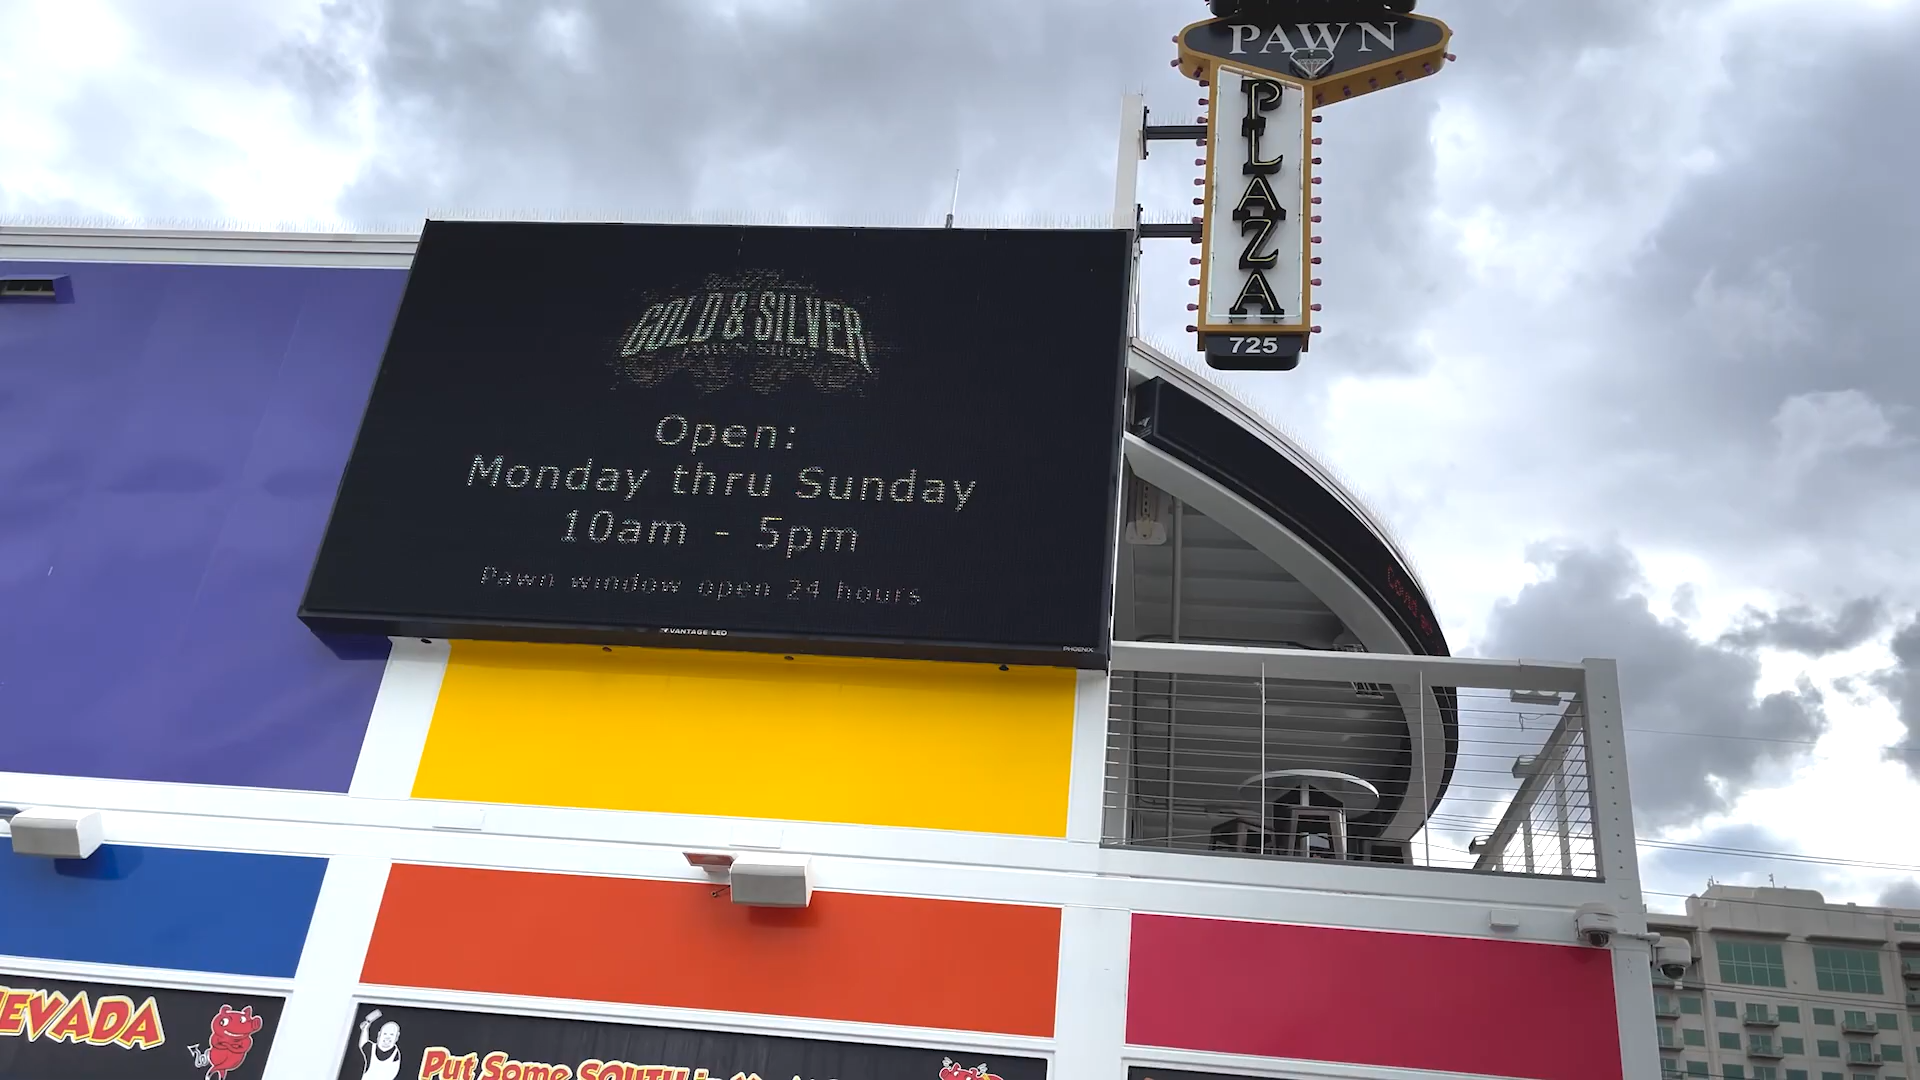 PAWN
PLAZA
725
GOLD & SILVER
PAWN SHOP
Open:
Monday thru Sunday
10am - 5pm
Pawn window open 24 hours
VANTAGE LED
PHOENIX
EVADA
Put Some SOUTH in